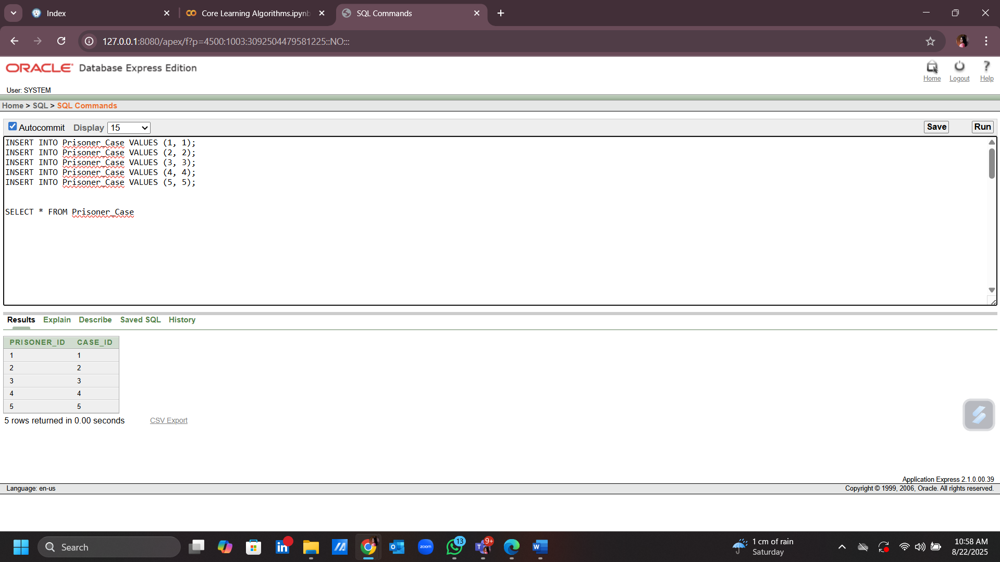 Index
Core Learning Algorithms.ipynb
SQL Commands
127.0.0.1:8080/apex/f?p=4500:1003:3092504479581225::NO:::
ORACLE Database Express Edition
Home Logout Help
User: SYSTEM
Home > SQL > SQL Commands
Autocommit Display 15 Save Run
INSERT INTO Prisoner_Case VALUES (1, 1);
INSERT INTO Prisoner_Case VALUES (2, 2);
INSERT INTO Prisoner_Case VALUES (3, 3);
INSERT INTO Prisoner_Case VALUES (4, 4);
INSERT INTO Prisoner_Case VALUES (5, 5);
SELECT * FROM Prisoner_Case
Results Explain Describe Saved SQL History
PRISONER_ID CASE_ID
1 1
2 2
3 3
4 4
5 5
5 rows returned in 0.00 seconds CSV Export
Application Express 2.1.0.00.39
Language: en-us Copyright © 1999, 2006, Oracle. All rights reserved.
Search
zoom
13
9+
1 cm of rain
Saturday
10:58 AM
8/22/2025